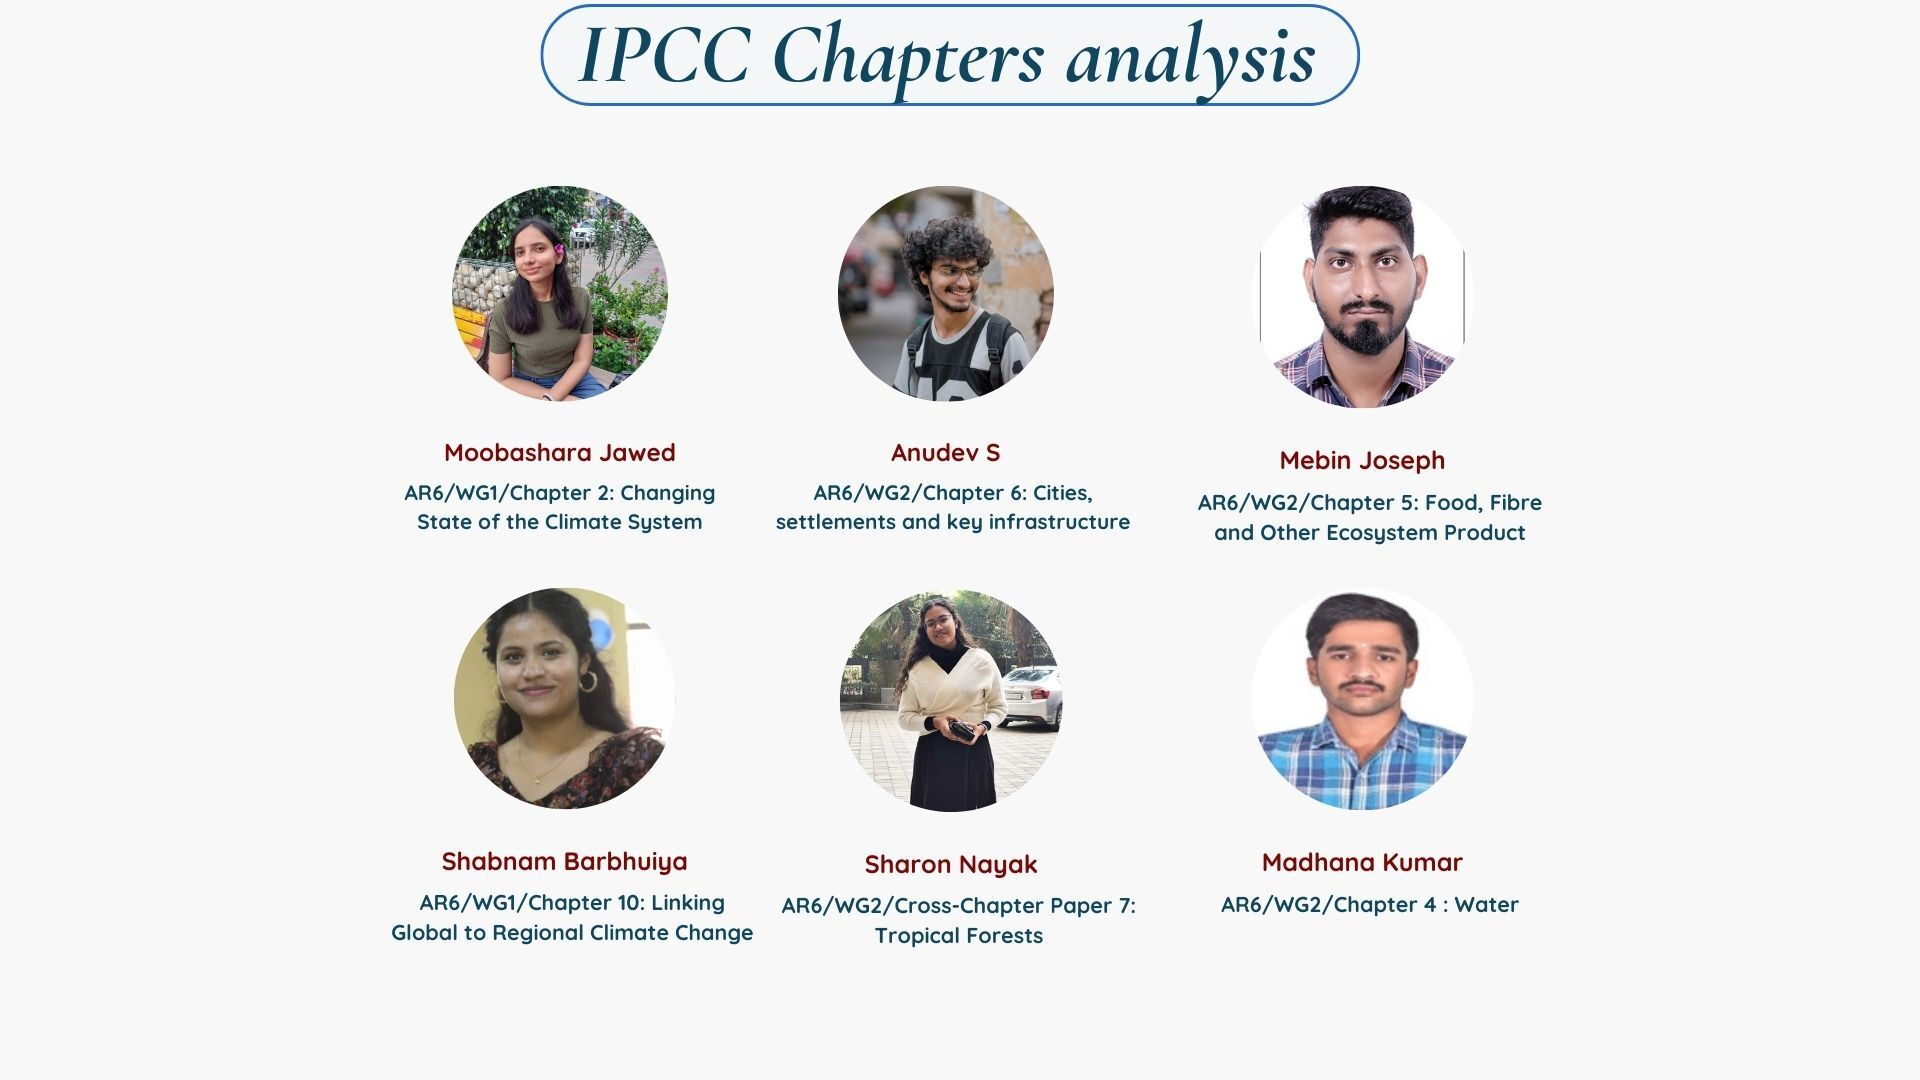 IPCC Chapters analysis
Moobashara Jawed
AR6/WG1/Chapter 2: Changing
State of the Climate System
Anudev S
AR6/WG2/Chapter 6: Cities,
settlements and key infrastructure
Mebin Joseph
AR6/WG2/Chapter 5: Food, Fibre
and Other Ecosystem Product
Shabnam Barbhuiya
AR6/WG1/Chapter 10: Linking
Global to Regional Climate Change
Sharon Nayak
AR6/WG2/Cross-Chapter Paper 7:
Tropical Forests
Madhana Kumar
AR6/WG2/Chapter 4 : Water